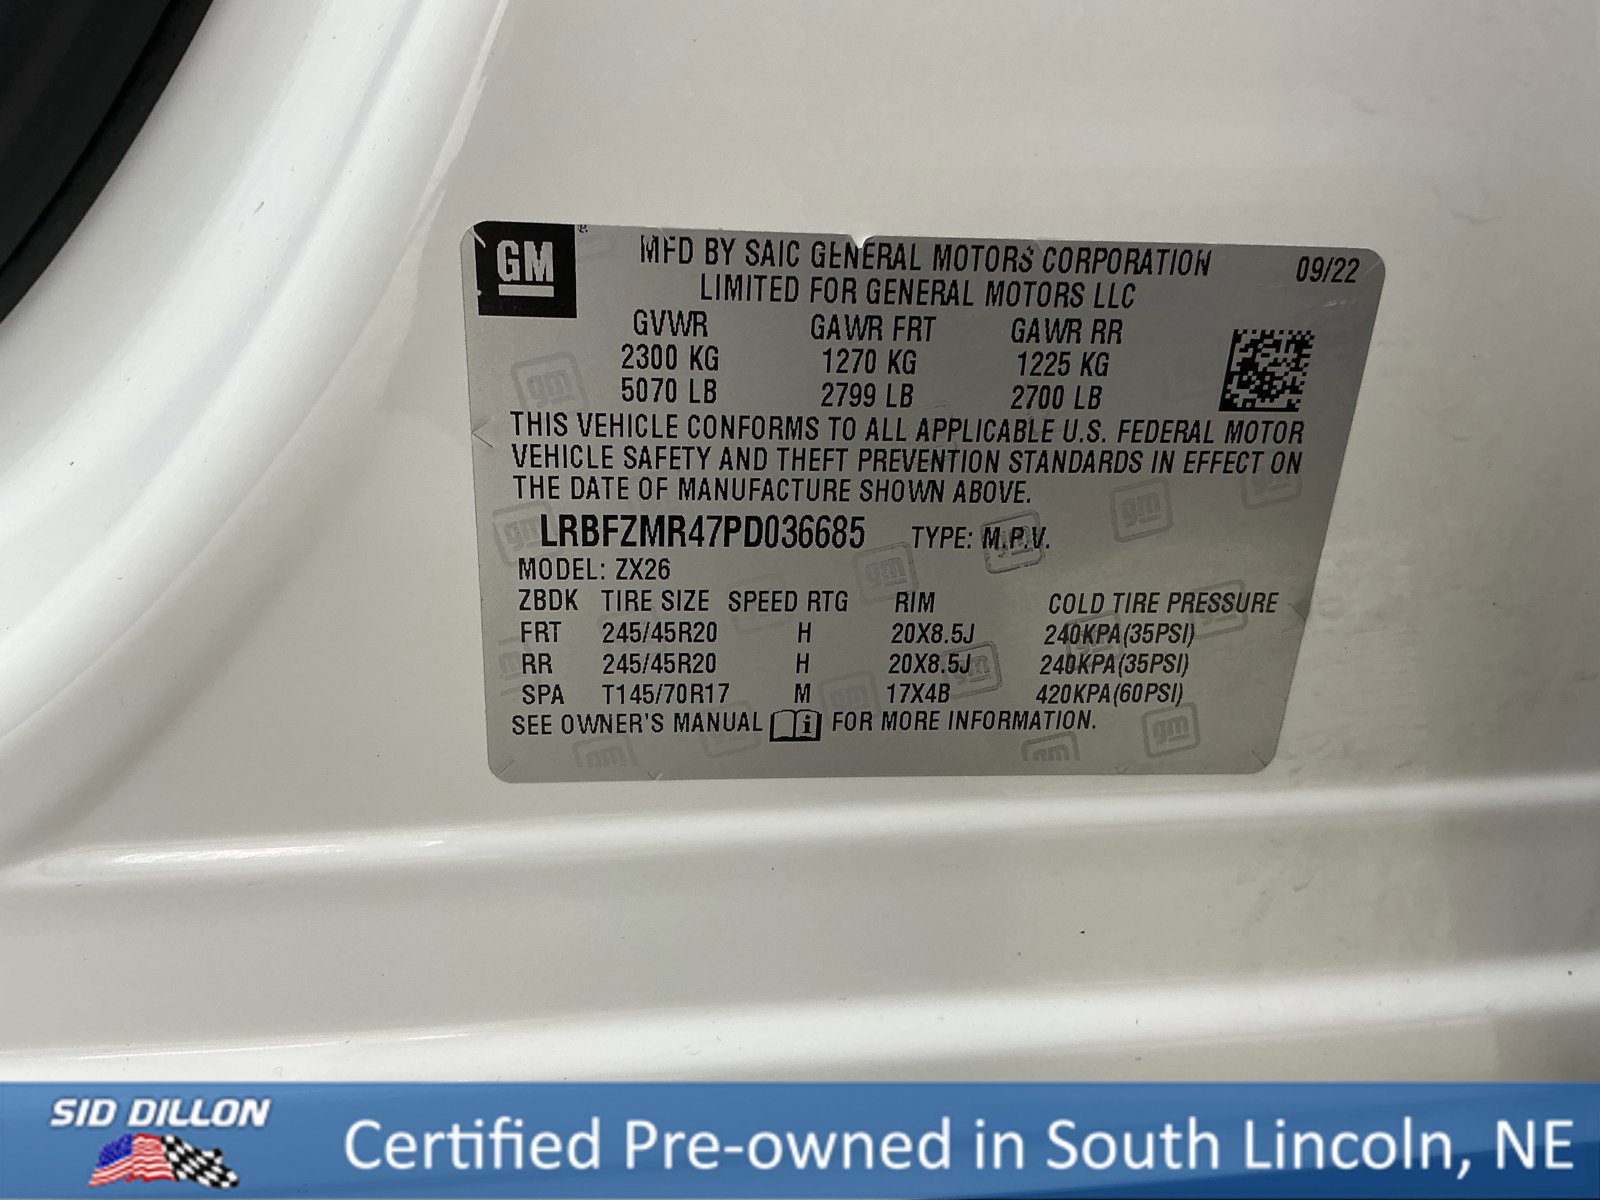 GM
MFD BY SAIC GENERAL MOTORS CORPORATION
LIMITED FOR GENERAL MOTORS LLC
09/22
GVWR GAWR FRT GAWR RR
2300 KG 1270 KG 1225 KG
5070 LB 2799 LB 2700 LB
THIS VEHICLE CONFORMS TO ALL APPLICABLE U.S. FEDERAL MOTOR
VEHICLE SAFETY AND THEFT PREVENTION STANDARDS IN EFFECT ON
THE DATE OF MANUFACTURE SHOWN ABOVE.
LRBFZMR47PD036685 TYPE: M.P.V.
MODEL: ZX26
ZBDK TIRE SIZE SPEED RTG RIM COLD TIRE PRESSURE
FRT 245/45R20 H 20X8.5J 240KPA(35PSI)
RR 245/45R20 H 20X8.5J 240KPA(35PSI)
SPA T145/70R17 M 17X4B 420KPA(60PSI)
SEE OWNER'S MANUAL i FOR MORE INFORMATION.
SID DILLON
Certified Pre-owned in South Lincoln, NE